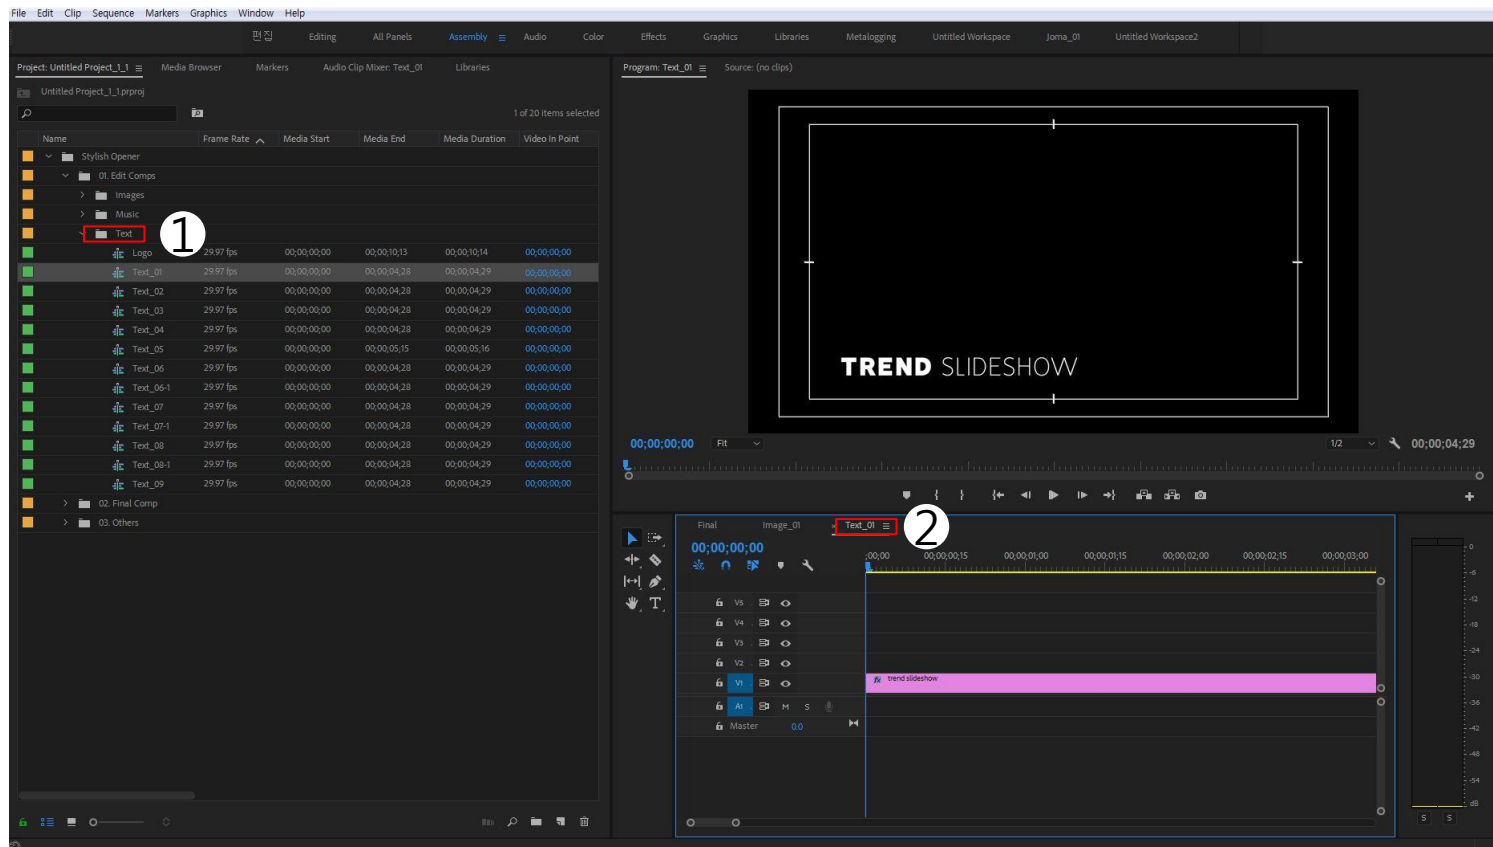 File Edit Clip Sequence Markers Graphics Window Help
편집 Editing All Panels Assembly Audio Color Effects Graphics Libraries Metalogging Untitled Workspace Joma_01 Untitled Workspace2
Project: Untitled Project_1_1 Media Browser Markers Audio Clip Mixer: Text_01 Libraries
Program: Text_01 Source: (no clips)
Untitled Project_1_1.prproj
1 of 20 items selected
Name Frame Rate Media Start Media End Media Duration Video In Point
Stylish Opener
01. Edit Comps
Images
Music
Text
1
Logo 29.97 fps 00;00;00;00 00;00;10;13 00;00;10;14 00;00;00;00
Text_01 29.97 fps 00;00;00;00 00;00;04;28 00;00;04;29 00;00;00;00
Text_02 29.97 fps 00;00;00;00 00;00;04;28 00;00;04;29 00;00;00;00
Text_03 29.97 fps 00;00;00;00 00;00;04;28 00;00;04;29 00;00;00;00
Text_04 29.97 fps 00;00;00;00 00;00;04;28 00;00;04;29 00;00;00;00
Text_05 29.97 fps 00;00;00;00 00;00;05;15 00;00;05;16 00;00;00;00
Text_06 29.97 fps 00;00;00;00 00;00;04;28 00;00;04;29 00;00;00;00
Text_06-1 29.97 fps 00;00;00;00 00;00;04;28 00;00;04;29 00;00;00;00
Text_07 29.97 fps 00;00;00;00 00;00;04;28 00;00;04;29 00;00;00;00
Text_07-1 29.97 fps 00;00;00;00 00;00;04;28 00;00;04;29 00;00;00;00
Text_08 29.97 fps 00;00;00;00 00;00;04;28 00;00;04;29 00;00;00;00
Text_08-1 29.97 fps 00;00;00;00 00;00;04;28 00;00;04;29 00;00;00;00
Text_09 29.97 fps 00;00;00;00 00;00;04;28 00;00;04;29 00;00;00;00
02. Final Comp
03. Others
TREND SLIDESHOW
00;00;00;00 Fit 1/2 00;00;04;29
Final Image_01 × Text_01
2
00;00;00;00
;00;00 00;00;00;15 00;00;01;00 00;00;01;15 00;00;02;00 00;00;02;15 00;00;03;00
V5
V4
V3
V2
V1 fx trend slideshow
A1 M S
Master 0.0
0
-6
-12
-18
-24
-30
-36
-42
-48
-54
dB
S S